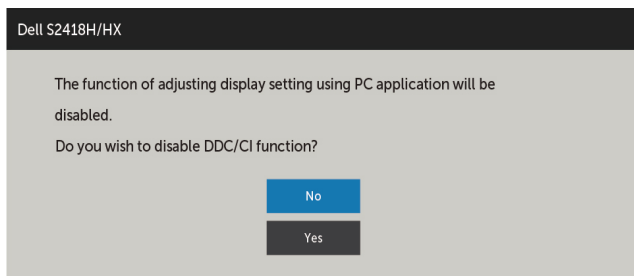 Dell S2418H/HX
The function of adjusting display setting using PC application will be
disabled.
Do you wish to disable DDC/CI function?
No
Yes